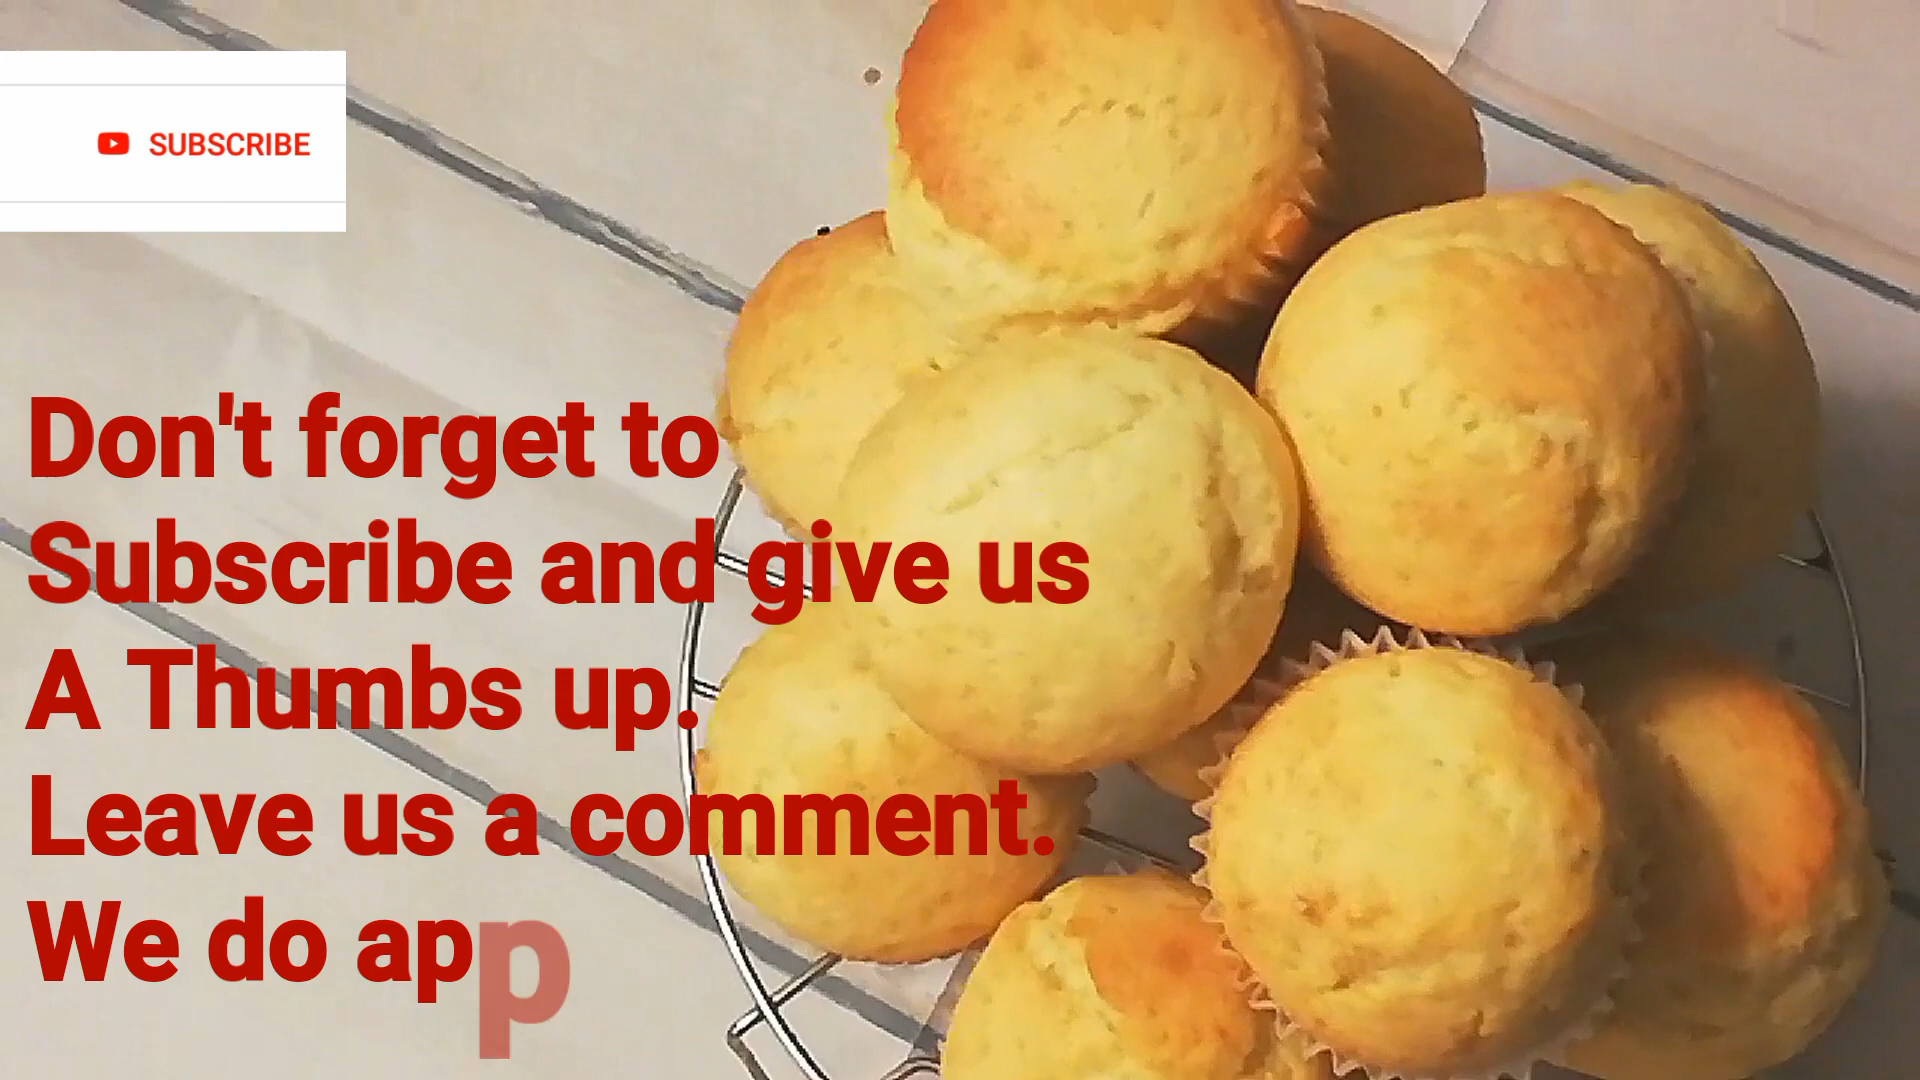 SUBSCRIBE
Don't forget to
Subscribe and give us
A Thumbs up.
Leave us a comment.
We do app